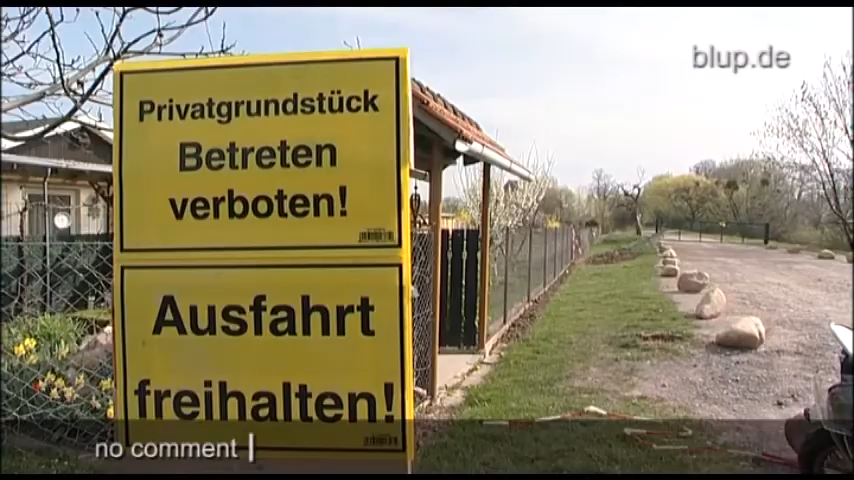 blup.de
Privatgrundstück
Betreten
verboten!
Ausfahrt
freihalten!
no comment